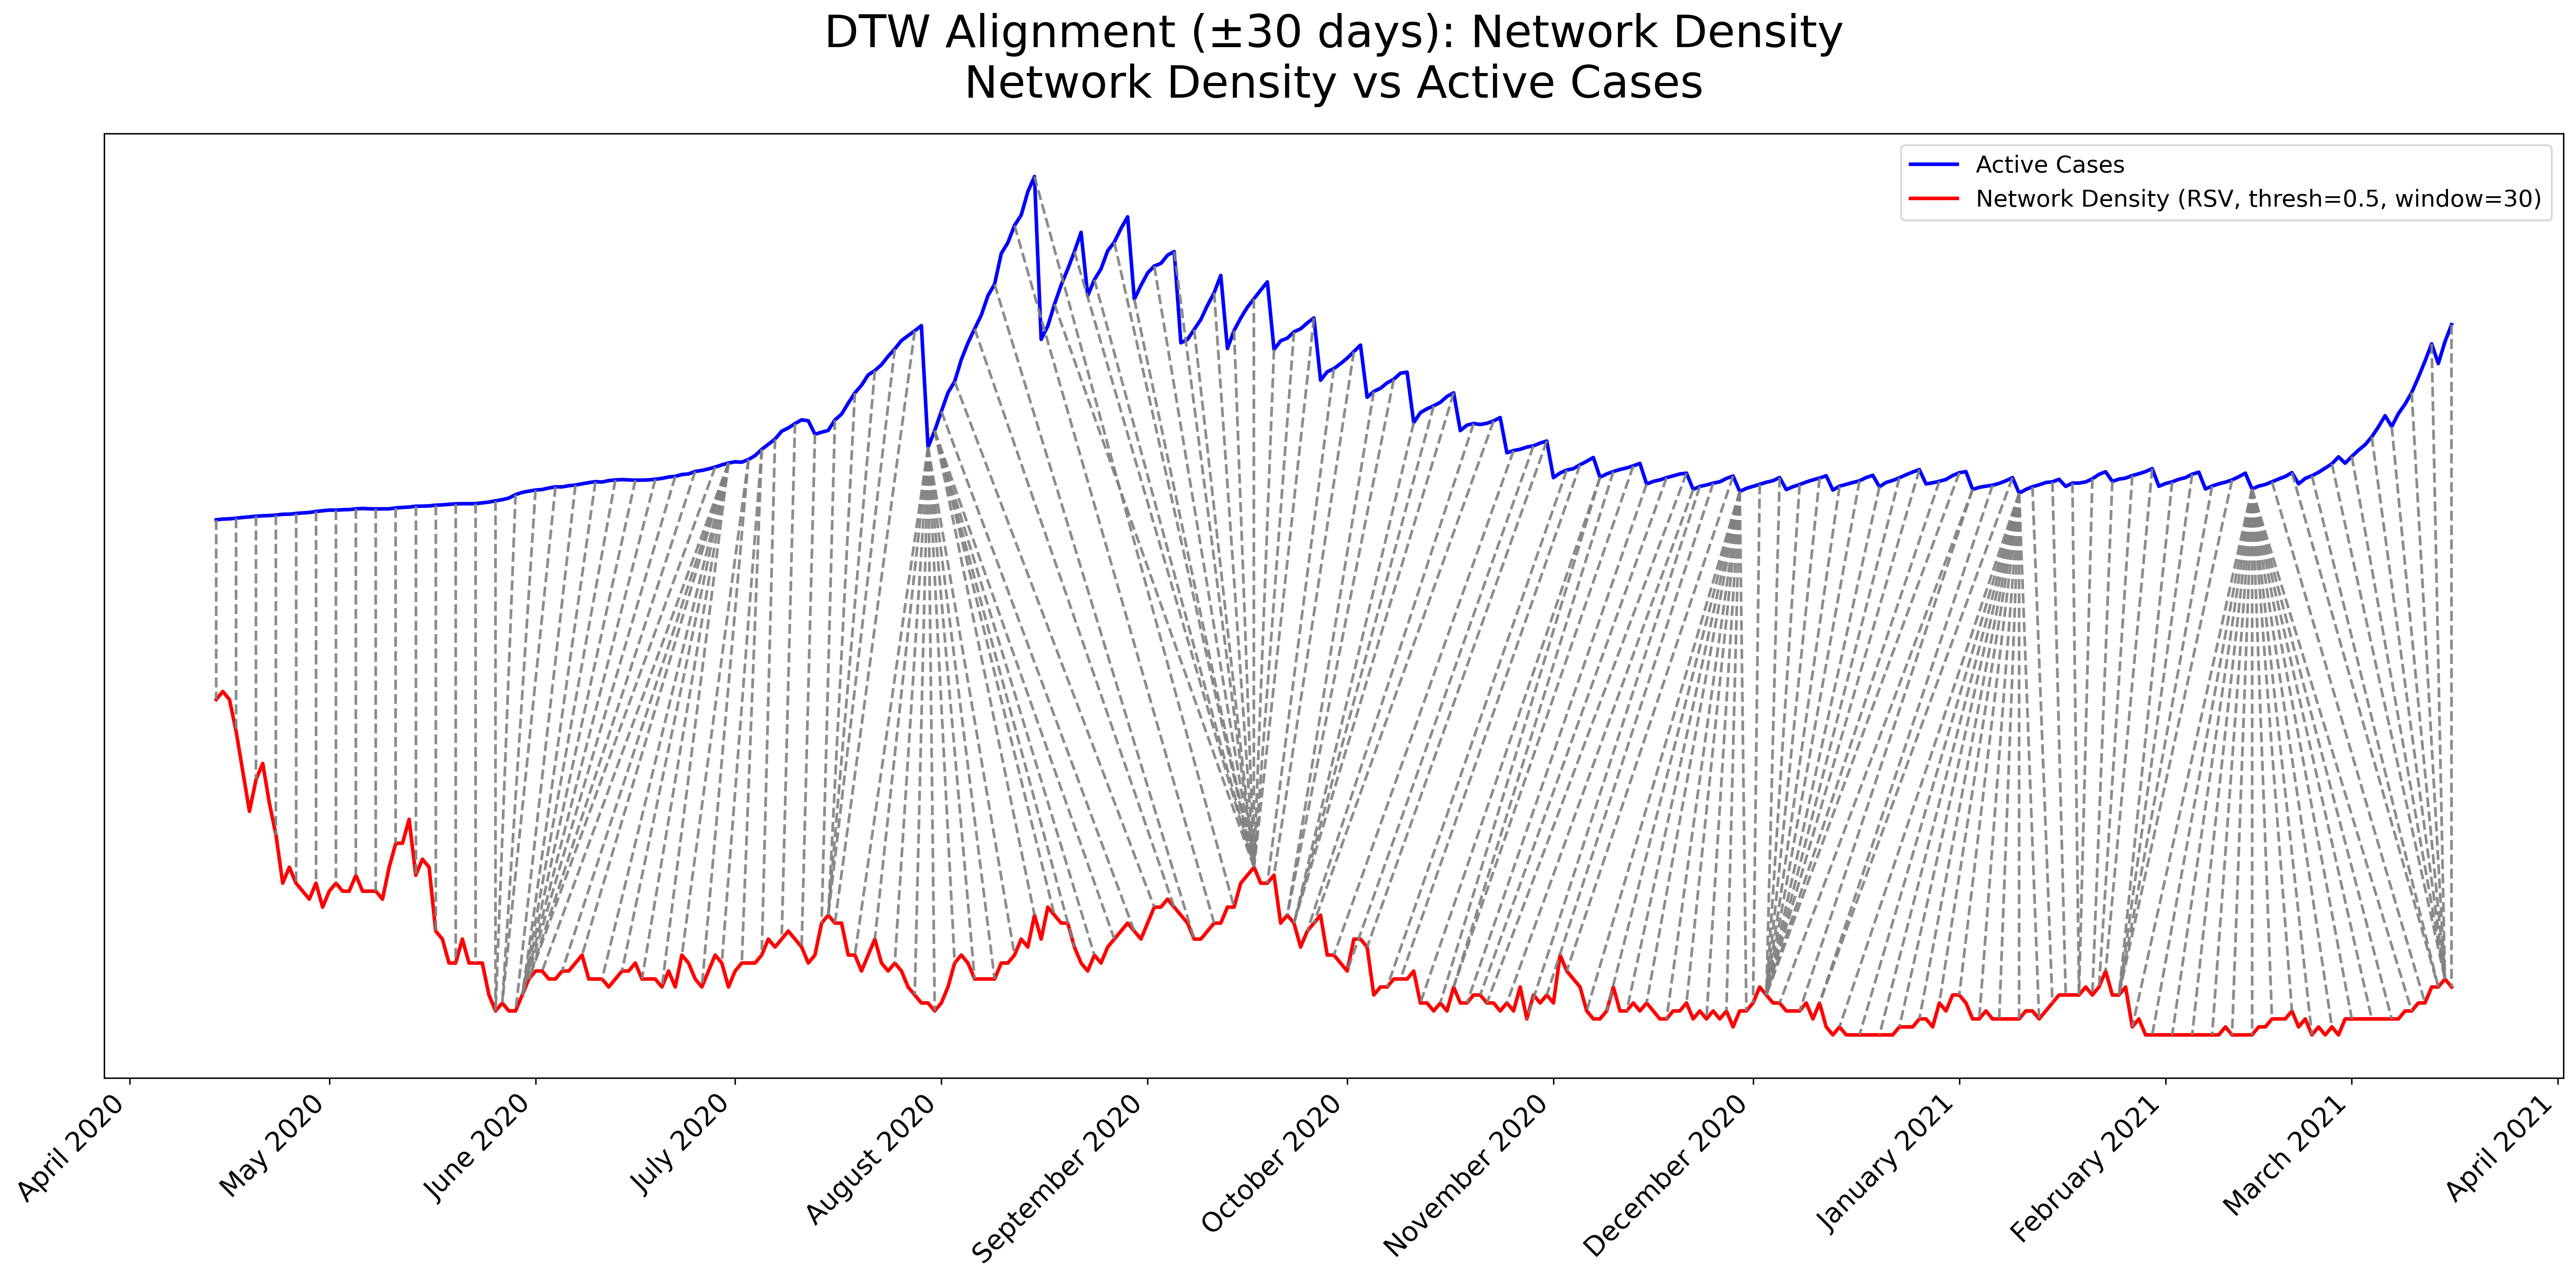 DTW Alignment (±30 days): Network Density
Network Density vs Active Cases
Active Cases
Network Density (RSV, thresh=0.5, window=30)
April 2020
May 2020
June 2020
July 2020
August 2020
September 2020
October 2020
November 2020
December 2020
January 2021
February 2021
March 2021
April 2021